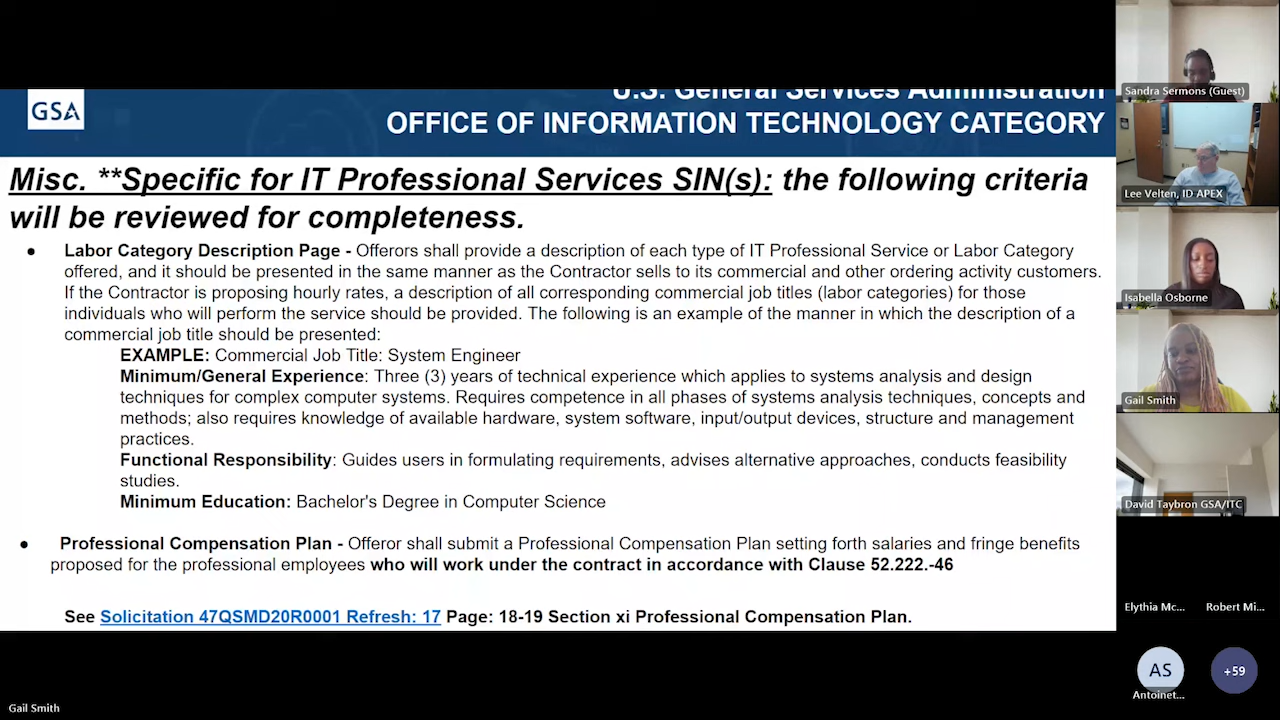 U.S. General Services Administration
GSA
OFFICE OF INFORMATION TECHNOLOGY CATEGORY
Misc. **Specific for IT Professional Services SIN(s): the following criteria
will be reviewed for completeness.
● Labor Category Description Page - Offerors shall provide a description of each type of IT Professional Service or Labor Category
offered, and it should be presented in the same manner as the Contractor sells to its commercial and other ordering activity customers.
If the Contractor is proposing hourly rates, a description of all corresponding commercial job titles (labor categories) for those
individuals who will perform the service should be provided. The following is an example of the manner in which the description of a
commercial job title should be presented:
EXAMPLE: Commercial Job Title: System Engineer
Minimum/General Experience: Three (3) years of technical experience which applies to systems analysis and design
techniques for complex computer systems. Requires competence in all phases of systems analysis techniques, concepts and
methods; also requires knowledge of available hardware, system software, input/output devices, structure and management
practices.
Functional Responsibility: Guides users in formulating requirements, advises alternative approaches, conducts feasibility
studies.
Minimum Education: Bachelor's Degree in Computer Science
● Professional Compensation Plan - Offeror shall submit a Professional Compensation Plan setting forth salaries and fringe benefits
proposed for the professional employees who will work under the contract in accordance with Clause 52.222.-46
See Solicitation 47QSMD20R0001 Refresh: 17 Page: 18-19 Section xi Professional Compensation Plan.
Gail Smith
Sandra Sermons (Guest)
Lee Velten, ID-APEX
Isabella Osborne
Gail Smith
David Taybron GSA/ITC
Elythia Mc...
Robert Mi...
AS
+59
Antoinet...